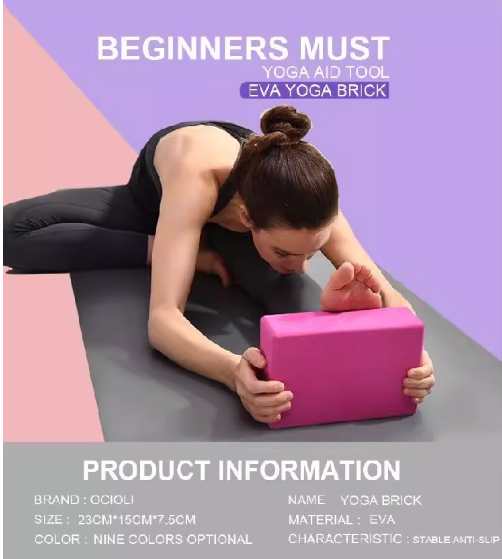 BEGINNERS MUST
YOGA AID TOOL
EVA YOGA BRICK
PRODUCT INFORMATION
BRAND : OCIOLI
NAME YOGA BRICK
SIZE : 23CM*15CM*7.5CM
MATERIAL : EVA
COLOR : NINE COLORS OPTIONAL
CHARACTERISTIC : STABLE ANTI-SLIP